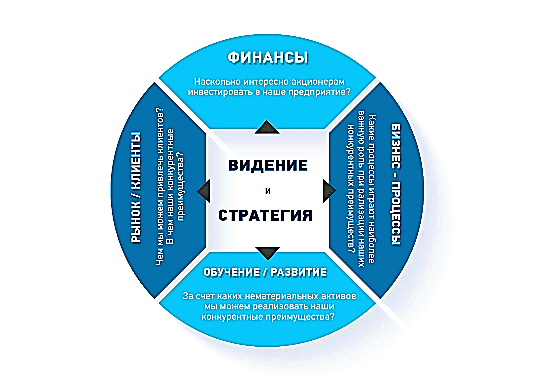 ФИНАНСЫ
Насколько интересно акционерам
инвестировать в наше предприятие?
РЫНОК / КЛИЕНТЫ
Чем мы можем привлечь клиентов?
В чем наши конкурентные
преимущества?
ВИДЕНИЕ
и
СТРАТЕГИЯ
БИЗНЕС - ПРОЦЕССЫ
Какие процессы играют наиболее
важную роль при рализации наших
конкурентных преимуществ?
ОБУЧЕНИЕ / РАЗВИТИЕ
За счет каких нематериальных активов
мы можем реализовать наши
конкурентные преимущества?